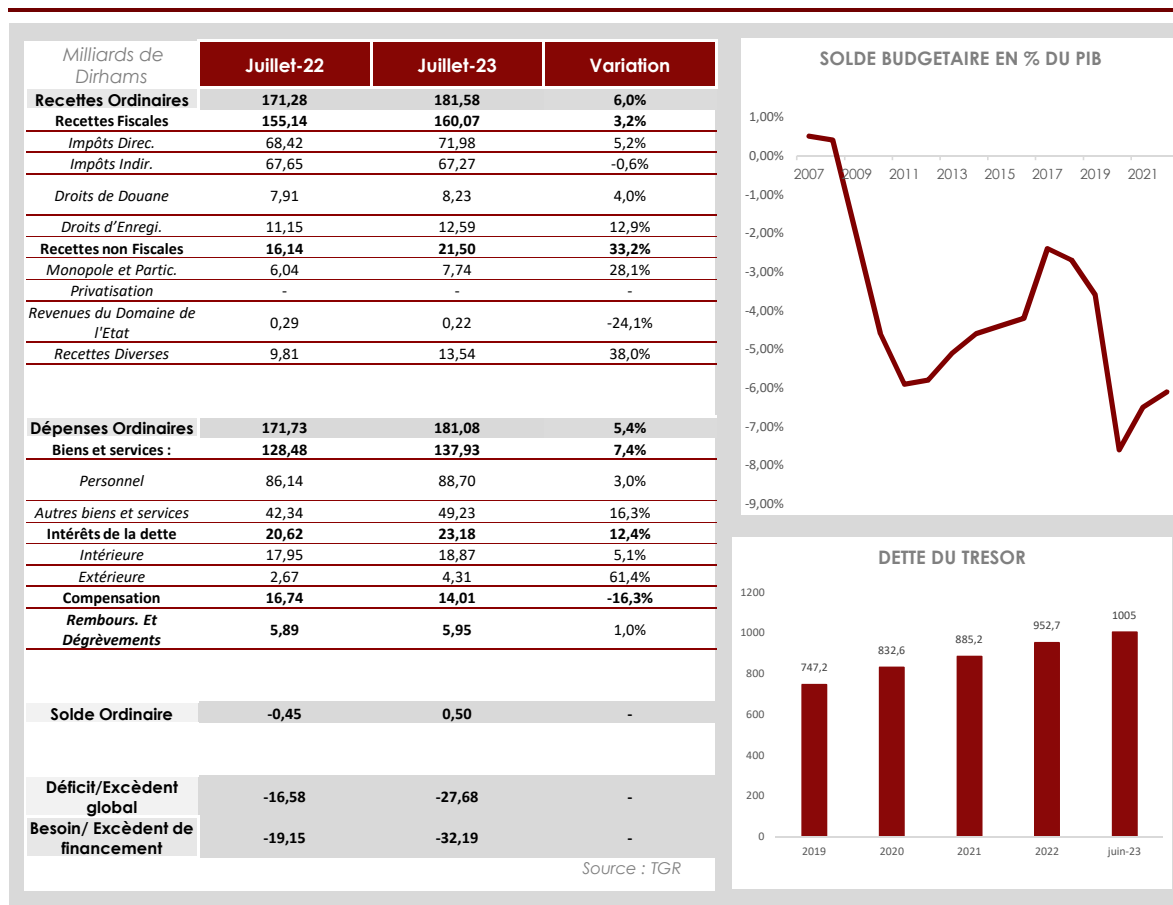 Milliards de Dirhams Juillet-22 Juillet-23 Variation
Recettes Ordinaires 171,28 181,58 6,0%
Recettes Fiscales 155,14 160,07 3,2%
Impôts Direc. 68,42 71,98 5,2%
Impôts Indir. 67,65 67,27 -0,6%
Droits de Douane 7,91 8,23 4,0%
Droits d'Enregi. 11,15 12,59 12,9%
Recettes non Fiscales 16,14 21,50 33,2%
Monopole et Partic. 6,04 7,74 28,1%
Privatisation - - -
Revenues du Domaine de l'Etat 0,29 0,22 -24,1%
Recettes Diverses 9,81 13,54 38,0%
Dépenses Ordinaires 171,73 181,08 5,4%
Biens et services : 128,48 137,93 7,4%
Personnel 86,14 88,70 3,0%
Autres biens et services 42,34 49,23 16,3%
Intérêts de la dette 20,62 23,18 12,4%
Intérieure 17,95 18,87 5,1%
Extérieure 2,67 4,31 61,4%
Compensation 16,74 14,01 -16,3%
Rembours. Et Dégrèvements 5,89 5,95 1,0%
Solde Ordinaire -0,45 0,50 -
Déficit/Excèdent global -16,58 -27,68 -
Besoin/ Excèdent de financement -19,15 -32,19 -
Source : TGR
SOLDE BUDGETAIRE EN % DU PIB
1,00%
0,00%
2007 2009 2011 2013 2015 2017 2019 2021
-1,00%
-2,00%
-3,00%
-4,00%
-5,00%
-6,00%
-7,00%
-8,00%
-9,00%
DETTE DU TRESOR
1200
1000
800
600
400
200
0
747,2 832,6 885,2 952,7 1005
2019 2020 2021 2022 juin-23